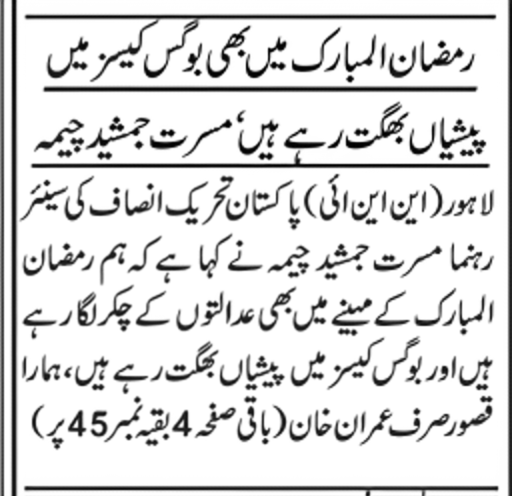 رمضان المبارک میں بھی بوگس کیسز میں
پیشیاں بھگت رہے ہیں‘ مسرت جمشید چیمہ
لاہور (این این ائی) پاکستان تحریک انصاف کی سینئر
رہنما مسرت جمشید چیمہ نے کہا ہے کہ ہم رمضان
المبارک کے مہینے میں بھی عدالتوں کے چکر لگا رہے
ہیں اور بوگس کیسز میں پیشیاں بھگت رہے ہیں، ہمارا
قصور صرف عمران خان (باقی صفحہ 4 بقیہ نمبر 45 پر)